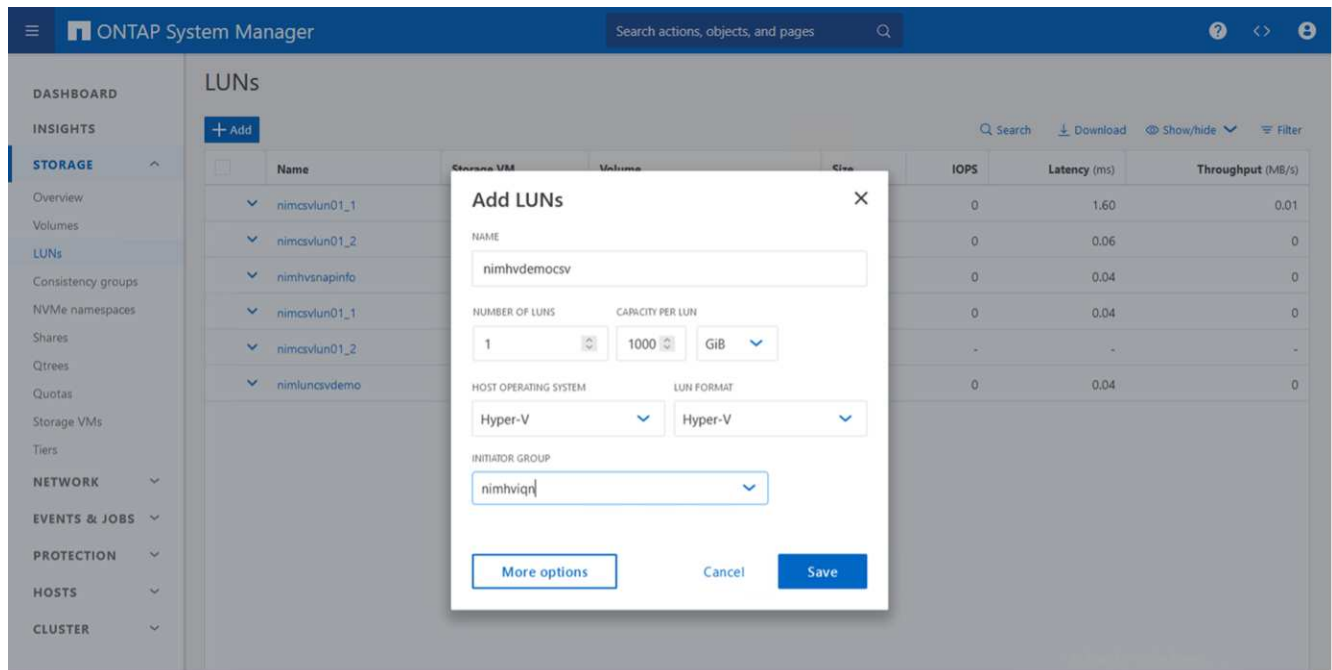 ONTAP System Manager
Search actions, objects, and pages
DASHBOARD
INSIGHTS
STORAGE
Overview
Volumes
LUNs
Consistency groups
NVMe namespaces
Shares
Qtrees
Quotas
Storage VMs
Tiers
NETWORK
EVENTS & JOBS
PROTECTION
HOSTS
CLUSTER
LUNs
Add
Search Download Show/hide Filter
Name Storage VM Volume Size IOPS Latency (ms) Throughput (MB/s)
nimcsvlun01_1 0 1.60 0.01
nimcsvlun01_2 0 0.06 0
nimhvsnapinfo 0 0.04 0
nimcsvlun01_1 0 0.04 0
nimcsvlun01_2 - - -
nimluncsvdemo 0 0.04 0
Add LUNs
NAME
nimhvdemocsv
NUMBER OF LUNS CAPACITY PER LUN
1 1000 GiB
HOST OPERATING SYSTEM LUN FORMAT
Hyper-V Hyper-V
INITIATOR GROUP
nimhviqn
More options Cancel Save